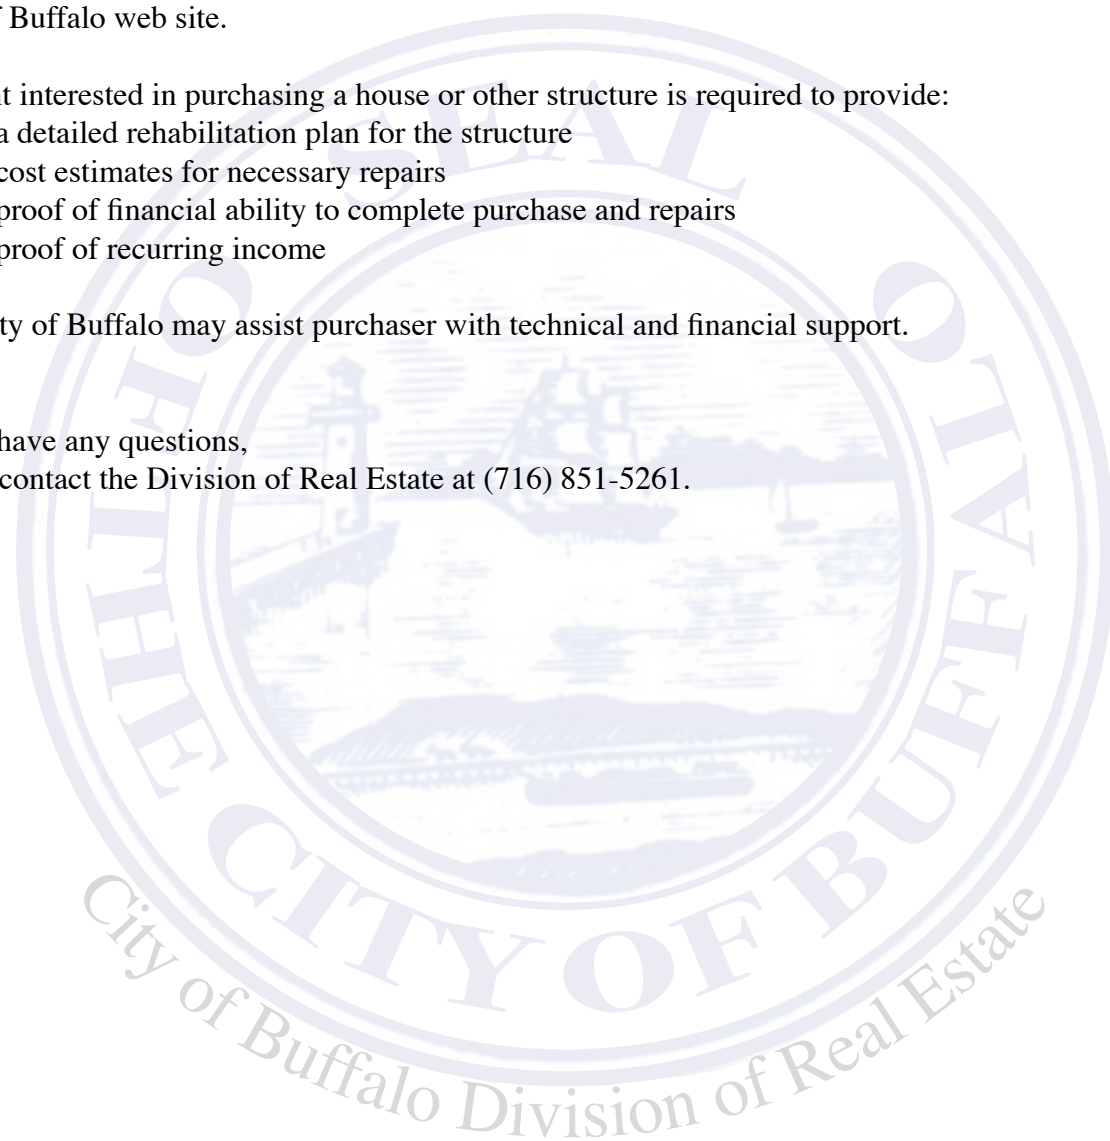 f Buffalo web site.
nt interested in purchasing a house or other structure is required to provide:
a detailed rehabilitation plan for the structure
cost estimates for necessary repairs
proof of financial ability to complete purchase and repairs
proof of recurring income
ty of Buffalo may assist purchaser with technical and financial support.
have any questions,
contact the Division of Real Estate at (716) 851-5261.
SEAL OF THE CITY OF BUFFALO
City of Buffalo Division of Real Estate